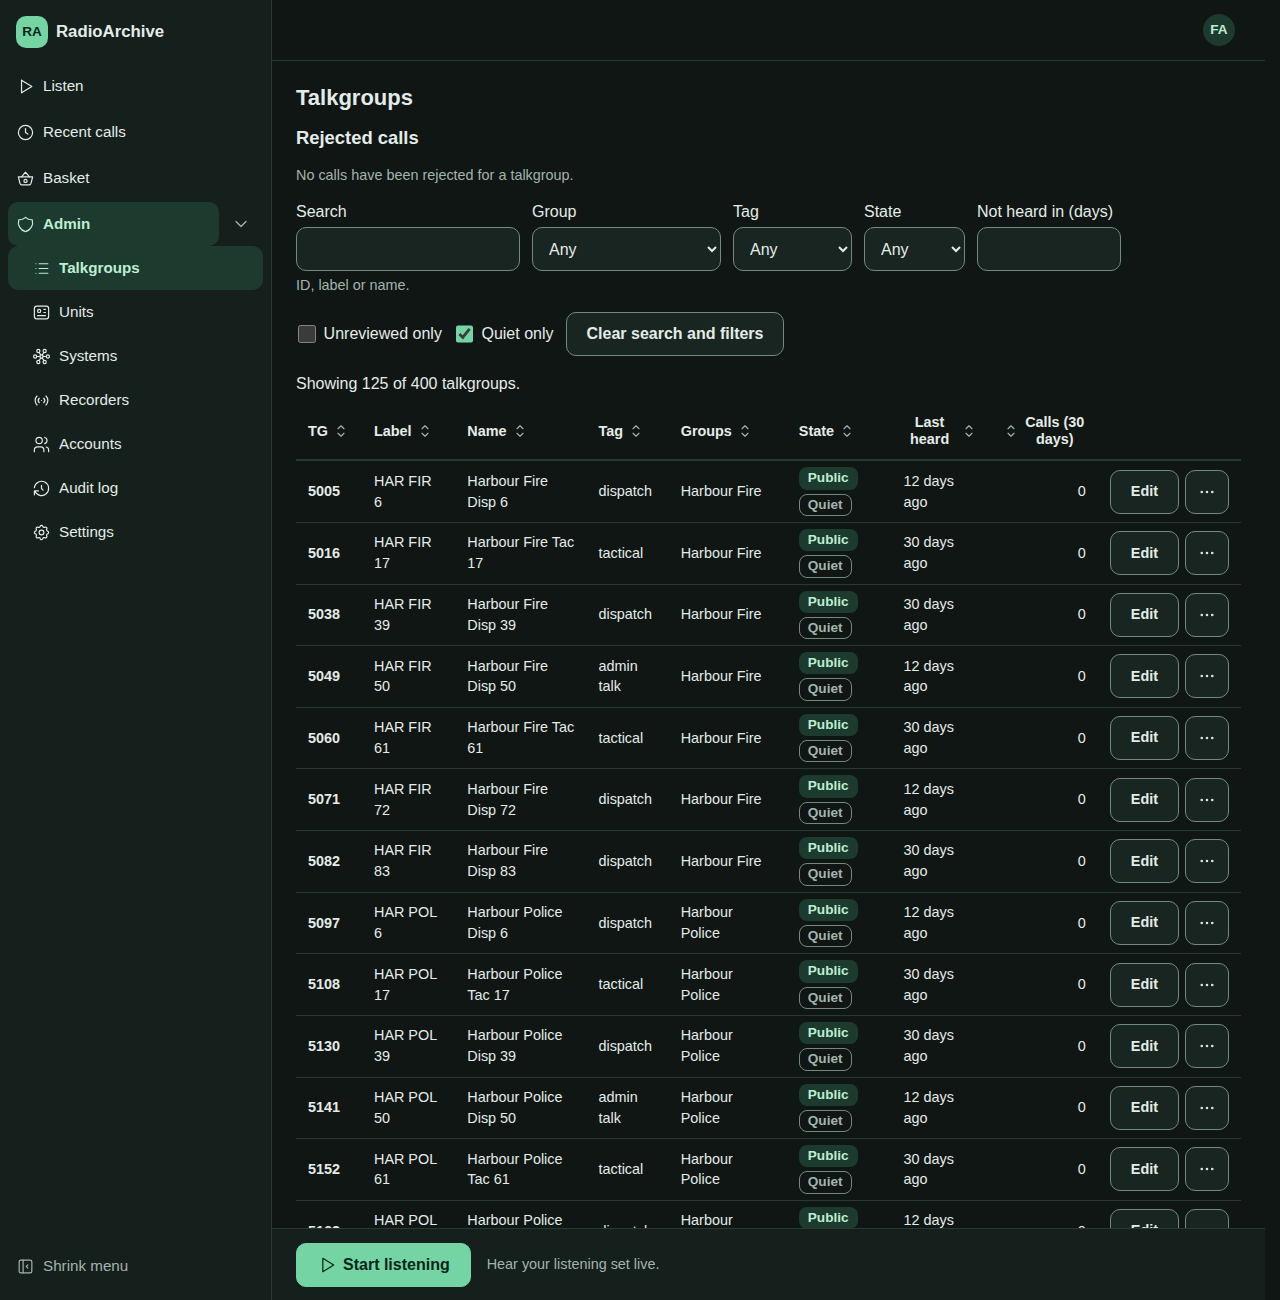 RA RadioArchive
FA
Listen
Recent calls
Basket
Admin
Talkgroups
Units
Systems
Recorders
Accounts
Audit log
Settings
Shrink menu
Talkgroups
Rejected calls
No calls have been rejected for a talkgroup.
Search Group Tag State Not heard in (days)
Any Any Any
ID, label or name.
Unreviewed only Quiet only Clear search and filters
Showing 125 of 400 talkgroups.
TG Label Name Tag Groups State Last heard Calls (30 days)
5005 HAR FIR 6 Harbour Fire Disp 6 dispatch Harbour Fire Public Quiet 12 days ago 0 Edit
5016 HAR FIR 17 Harbour Fire Tac 17 tactical Harbour Fire Public Quiet 30 days ago 0 Edit
5038 HAR FIR 39 Harbour Fire Disp 39 dispatch Harbour Fire Public Quiet 30 days ago 0 Edit
5049 HAR FIR 50 Harbour Fire Disp 50 admin talk Harbour Fire Public Quiet 12 days ago 0 Edit
5060 HAR FIR 61 Harbour Fire Tac 61 tactical Harbour Fire Public Quiet 30 days ago 0 Edit
5071 HAR FIR 72 Harbour Fire Disp 72 dispatch Harbour Fire Public Quiet 12 days ago 0 Edit
5082 HAR FIR 83 Harbour Fire Disp 83 dispatch Harbour Fire Public Quiet 30 days ago 0 Edit
5097 HAR POL 6 Harbour Police Disp 6 dispatch Harbour Police Public Quiet 12 days ago 0 Edit
5108 HAR POL 17 Harbour Police Tac 17 tactical Harbour Police Public Quiet 30 days ago 0 Edit
5130 HAR POL 39 Harbour Police Disp 39 dispatch Harbour Police Public Quiet 30 days ago 0 Edit
5141 HAR POL 50 Harbour Police Disp 50 admin talk Harbour Police Public Quiet 12 days ago 0 Edit
5152 HAR POL 61 Harbour Police Tac 61 tactical Harbour Police Public Quiet 30 days ago 0 Edit
HAR POL Harbour Police Harbour Public 12 days
Start listening Hear your listening set live.